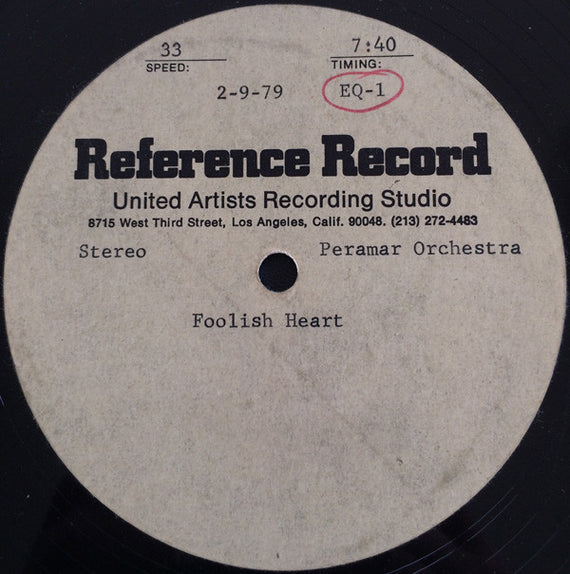 33 7:40
SPEED: TIMING:
2-9-79 EQ-1
Reference Record
United Artists Recording Studio
8715 West Third Street, Los Angeles, Calif. 90048. (213) 272-4483
Stereo Peramar Orchestra
Foolish Heart